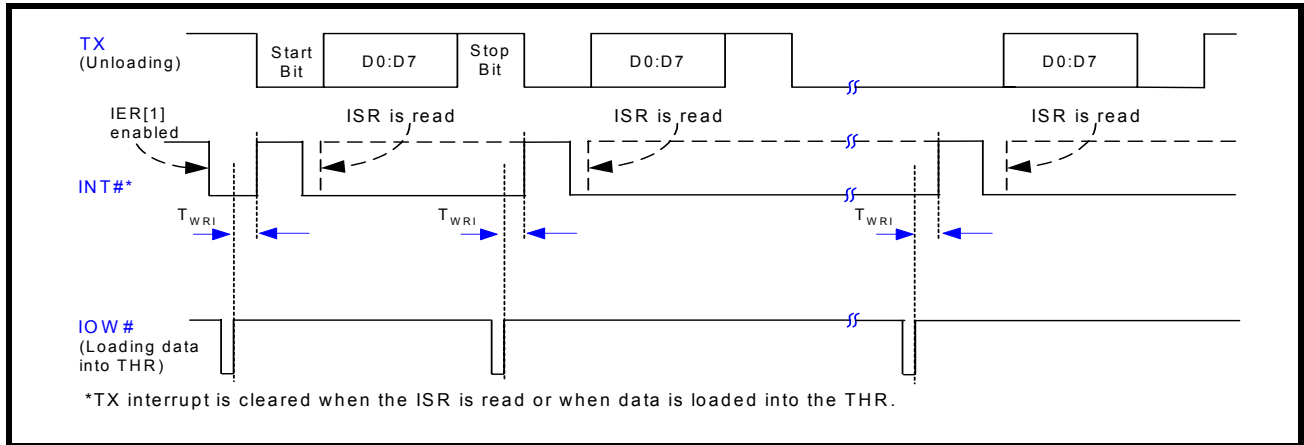 TX
(Unloading)
Start
Bit
D0:D7
Stop
Bit
D0:D7
D0:D7
IER[1]
enabled
ISR is read
ISR is read
ISR is read
INT#*
TWRI
TWRI
TWRI
IOW#
(Loading data
into THR)
*TX interrupt is cleared when the ISR is read or when data is loaded into the THR.